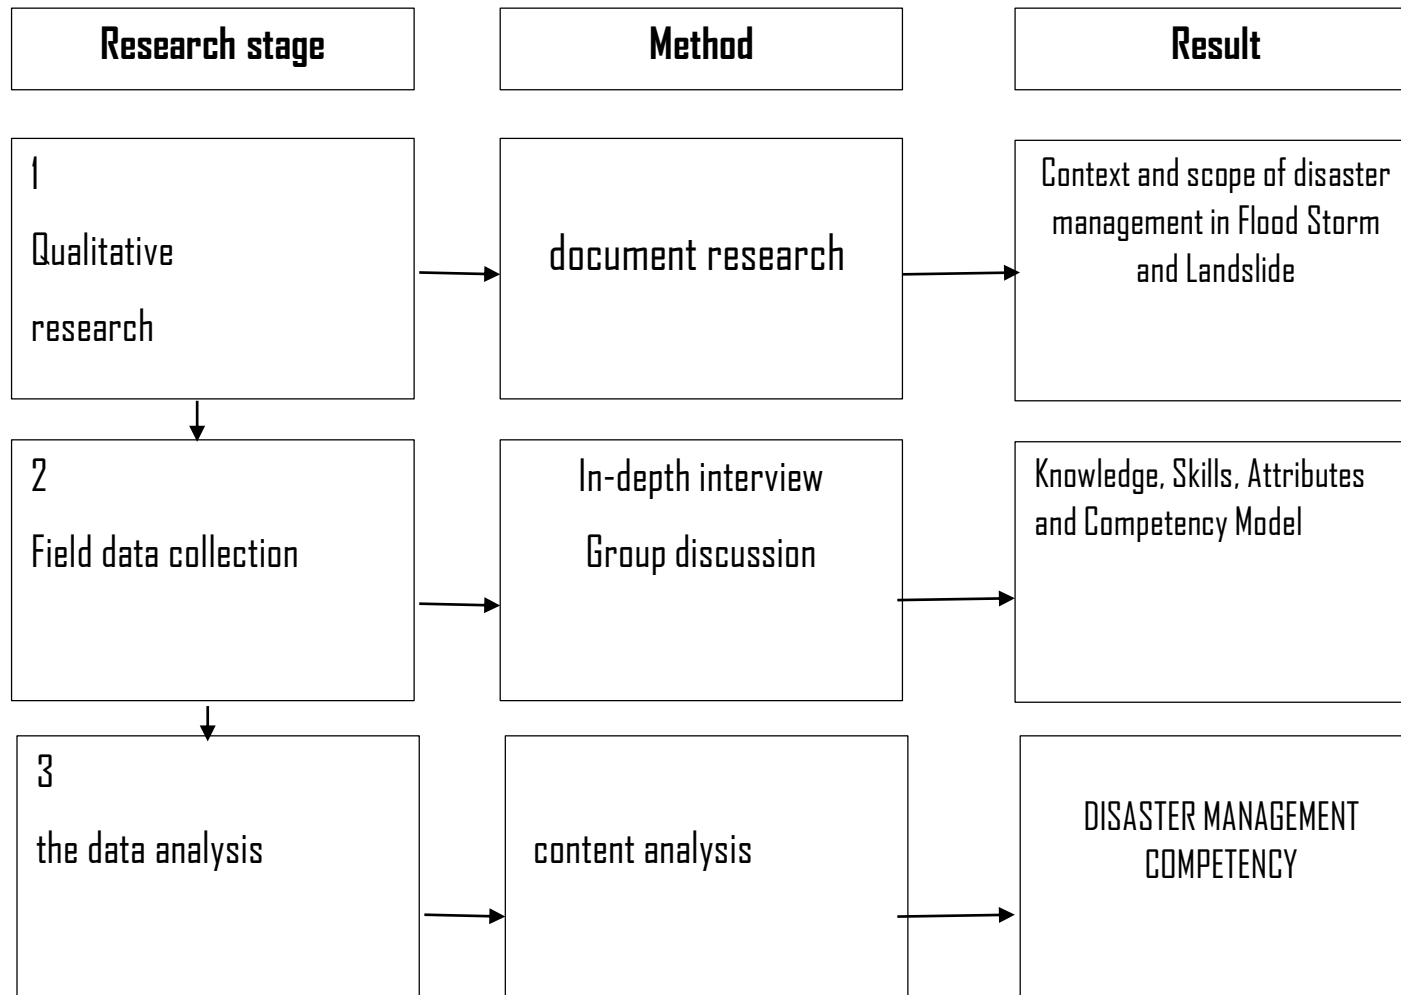 Research stage
Method
Result
1
Qualitative
research
document research
Context and scope of disaster
management in Flood Storm
and Landslide
2
Field data collection
In-depth interview
Group discussion
Knowledge, Skills, Attributes
and Competency Model
3
the data analysis
content analysis
DISASTER MANAGEMENT
COMPETENCY